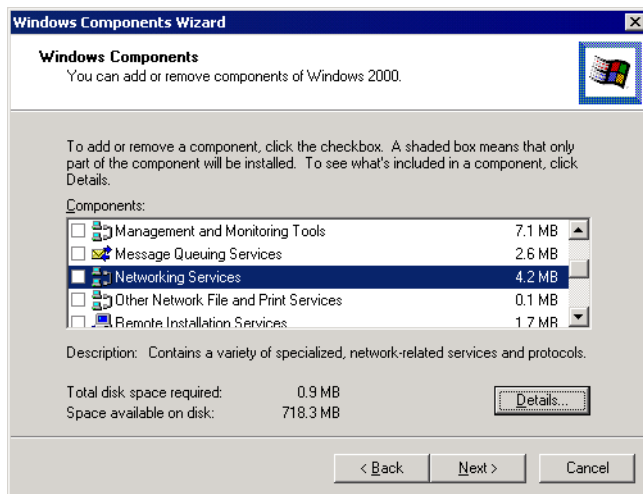 Windows Components Wizard
Windows Components
You can add or remove components of Windows 2000.
To add or remove a component, click the checkbox. A shaded box means that only
part of the component will be installed. To see what's included in a component, click
Details.
Components:
Management and Monitoring Tools 7.1 MB
Message Queuing Services 2.6 MB
Networking Services 4.2 MB
Other Network File and Print Services 0.1 MB
Remote Installation Services 1.7 MB
Description: Contains a variety of specialized, network-related services and protocols.
Total disk space required: 0.9 MB
Space available on disk: 718.3 MB
Details...
< Back Next > Cancel